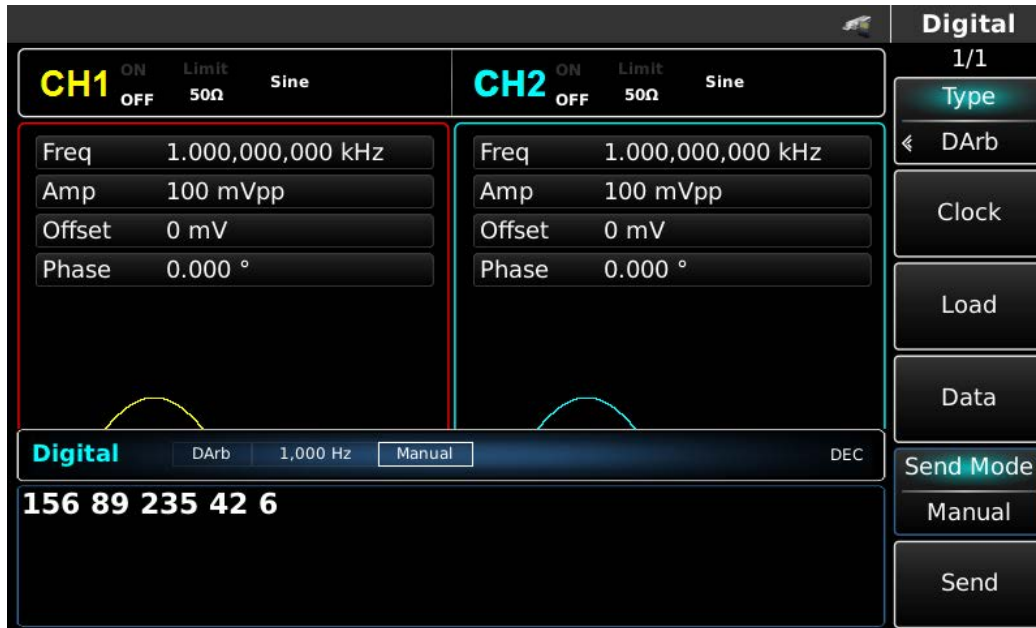 Digital
1/1
CH1 ON OFF Limit 50Ω Sine
CH2 ON OFF Limit 50Ω Sine
Freq 1.000,000,000 kHz
Amp 100 mVpp
Offset 0 mV
Phase 0.000 °
Freq 1.000,000,000 kHz
Amp 100 mVpp
Offset 0 mV
Phase 0.000 °
Digital DArb 1,000 Hz Manual DEC
156 89 235 42 6
Type
DArb
Clock
Load
Data
Send Mode
Manual
Send